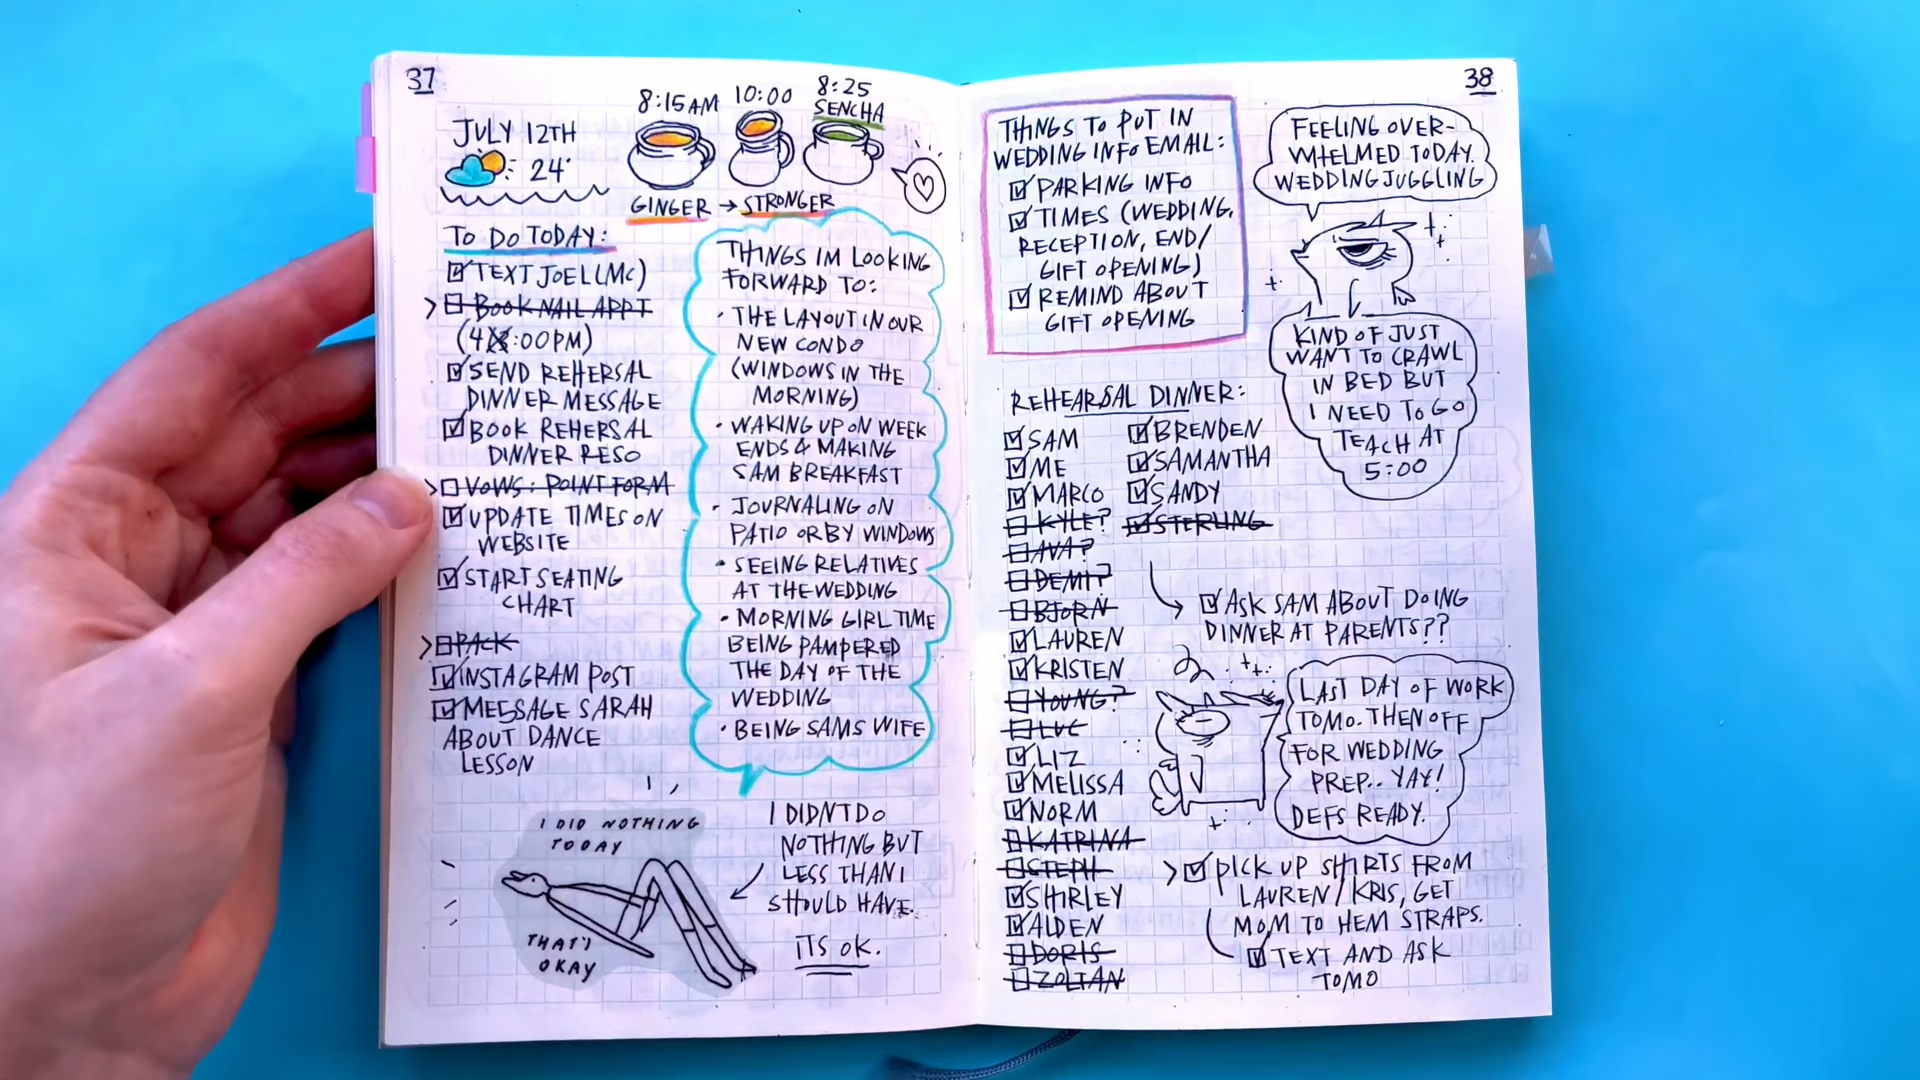 37
JULY 12TH
24°
8:15 AM
10:00
8:25
SENCHA
GINGER → STRONGER
TO DO TODAY:
TEXT JOEL (MC)
> BOOK NAIL APPT
(4:00PM)
SEND REHERSAL
DINNER MESSAGE
BOOK REHERSAL
DINNER RESO
> VOWS: POINT FORM
UPDATE TIMES ON
WEBSITE
START SEATING
CHART
> PACK
INSTAGRAM POST
MESSAGE SARAH
ABOUT DANCE
LESSON
THINGS IM LOOKING
FORWARD TO:
• THE LAYOUT IN OUR
NEW CONDO
(WINDOWS IN THE
MORNING)
• WAKING UP ON WEEK
ENDS & MAKING
SAM BREAKFAST
• JOURNALING ON
PATIO OR BY WINDOWS
• SEEING RELATIVES
AT THE WEDDING
• MORNING GIRL TIME
BEING PAMPERED
THE DAY OF THE
WEDDING
• BEING SAMS WIFE
I DID NOTHING
TODAY
THAT'S
OKAY
I DIDNT DO
NOTHING BUT
LESS THAN I
SHOULD HAVE.
ITS OK.
38
THINGS TO PUT IN
WEDDING INFO EMAIL:
PARKING INFO
TIMES (WEDDING,
RECEPTION, END/
GIFT OPENING)
REMIND ABOUT
GIFT OPENING
FEELING OVER-
WHELMED TODAY.
WEDDING JUGGLING
KIND OF JUST
WANT TO CRAWL
IN BED BUT
I NEED TO GO
TEACH AT
5:00
REHEARSAL DINNER:
SAM
ME
MARCO
KYLE?
AVA?
DEMI?
BJORN
LAUREN
KRISTEN
YOUNG?
LUC
LIZ
MELISSA
NORM
KATRINA
STEPH
SHIRLEY
ALDEN
DORIS
ZOLTAN
BRENDEN
SAMANTHA
SANDY
STERLING
ASK SAM ABOUT DOING
DINNER AT PARENTS??
LAST DAY OF WORK
TOMO. THEN OFF
FOR WEDDING
PREP.. YAY!
DEFS READY.
> PICK UP SHIRTS FROM
LAUREN/KRIS, GET
MOM TO HEM STRAPS.
TEXT AND ASK
TOMO